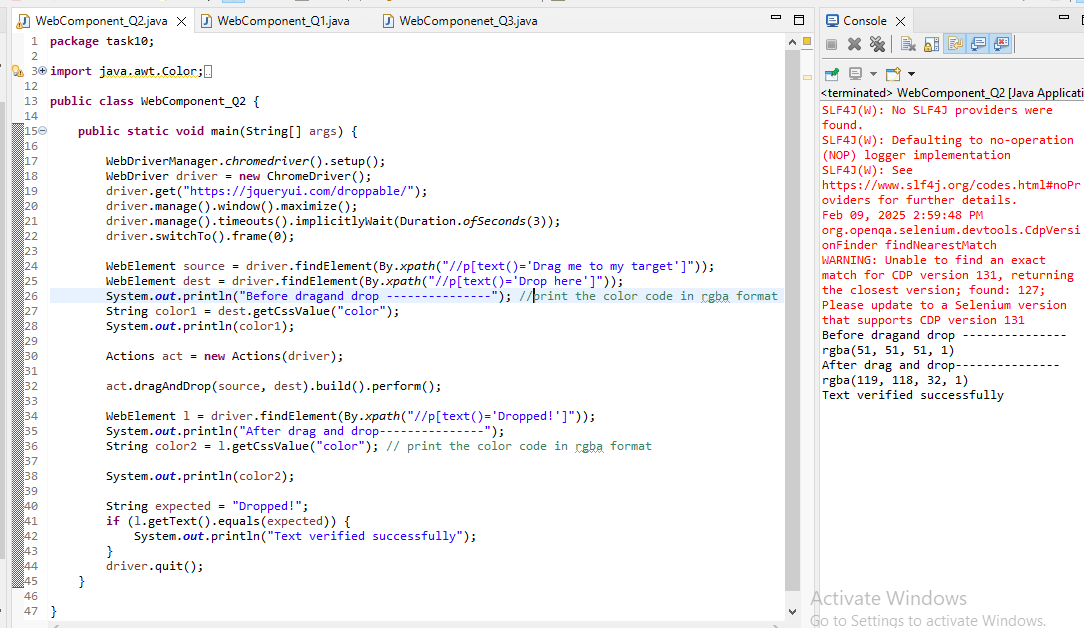 WebComponent_Q2.java
WebComponent_Q1.java
WebComponenet_Q3.java
1 package task10;
2
3 import java.awt.Color;
12
13 public class WebComponent_Q2 {
14
15 public static void main(String[] args) {
16
17 WebDriverManager.chromedriver().setup();
18 WebDriver driver = new ChromeDriver();
19 driver.get("https://jqueryui.com/droppable/");
20 driver.manage().window().maximize();
21 driver.manage().timeouts().implicitlyWait(Duration.ofSeconds(3));
22 driver.switchTo().frame(0);
23
24 WebElement source = driver.findElement(By.xpath("//p[text()='Drag me to my target']"));
25 WebElement dest = driver.findElement(By.xpath("//p[text()='Drop here']"));
26 System.out.println("Before dragand drop ---------------"); //print the color code in rgba format
27 String color1 = dest.getCssValue("color");
28 System.out.println(color1);
29
30 Actions act = new Actions(driver);
31
32 act.dragAndDrop(source, dest).build().perform();
33
34 WebElement l = driver.findElement(By.xpath("//p[text()='Dropped!']"));
35 System.out.println("After drag and drop---------------");
36 String color2 = l.getCssValue("color"); // print the color code in rgba format
37
38 System.out.println(color2);
39
40 String expected = "Dropped!";
41 if (l.getText().equals(expected)) {
42 System.out.println("Text verified successfully");
43 }
44 driver.quit();
45 }
46
47 }
Console
<terminated> WebComponent_Q2 [Java Applicati
SLF4J(W): No SLF4J providers were
found.
SLF4J(W): Defaulting to no-operation
(NOP) logger implementation
SLF4J(W): See
https://www.slf4j.org/codes.html#noPr
oviders for further details.
Feb 09, 2025 2:59:48 PM
org.openqa.selenium.devtools.CdpVersi
onFinder findNearestMatch
WARNING: Unable to find an exact
match for CDP version 131, returning
the closest version; found: 127;
Please update to a Selenium version
that supports CDP version 131
Before dragand drop ---------------
rgba(51, 51, 51, 1)
After drag and drop---------------
rgba(119, 118, 32, 1)
Text verified successfully
Activate Windows
Go to Settings to activate Windows.